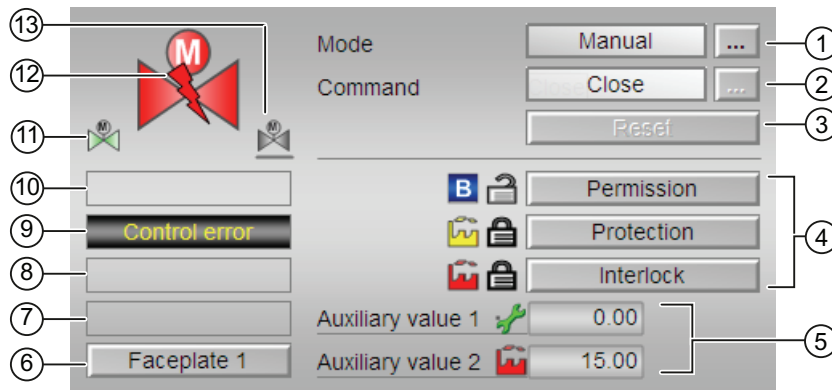 13
M
Mode Manual ... 1
12
Command Close ... 2
11
M
M
Reset 3
10
B Permission
9
Control error
Protection
4
8
Interlock
7
Auxiliary value 1 0.00
5
6
Faceplate 1
Auxiliary value 2 15.00